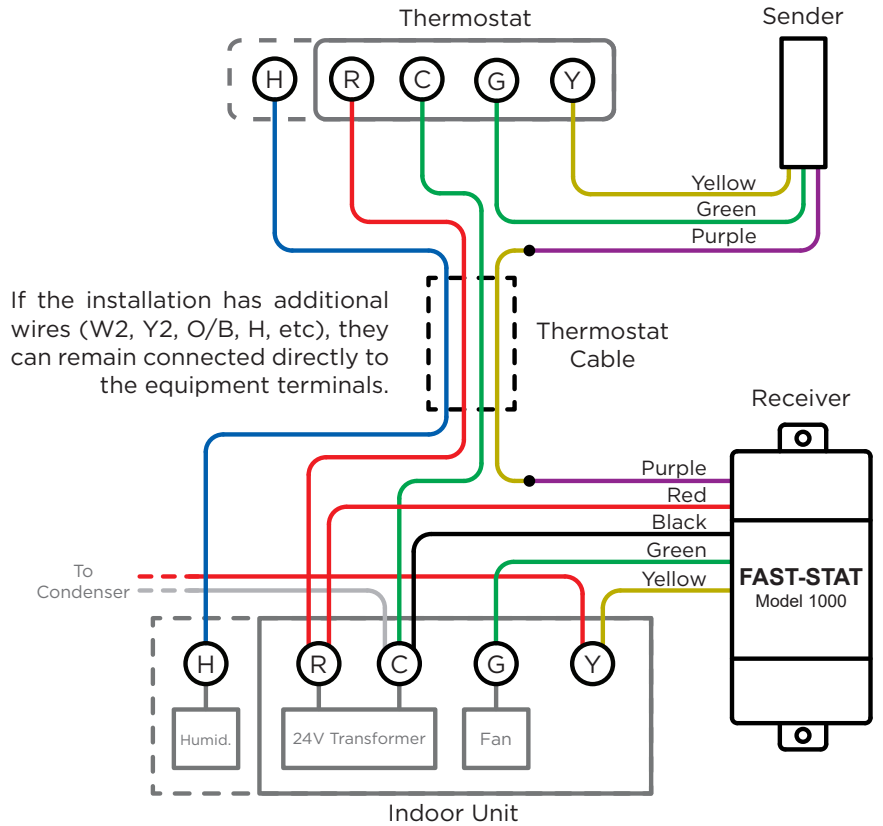 Thermostat
Sender
H
R
C
G
Y
Yellow
Green
Purple
If the installation has additional
wires (W2, Y2, O/B, H, etc), they
can remain connected directly to
the equipment terminals.
Thermostat
Cable
Receiver
Purple
Red
Black
Green
Yellow
FAST-STAT
Model 1000
To
Condenser
H
R
C
G
Y
Humid.
24V Transformer
Fan
Indoor Unit